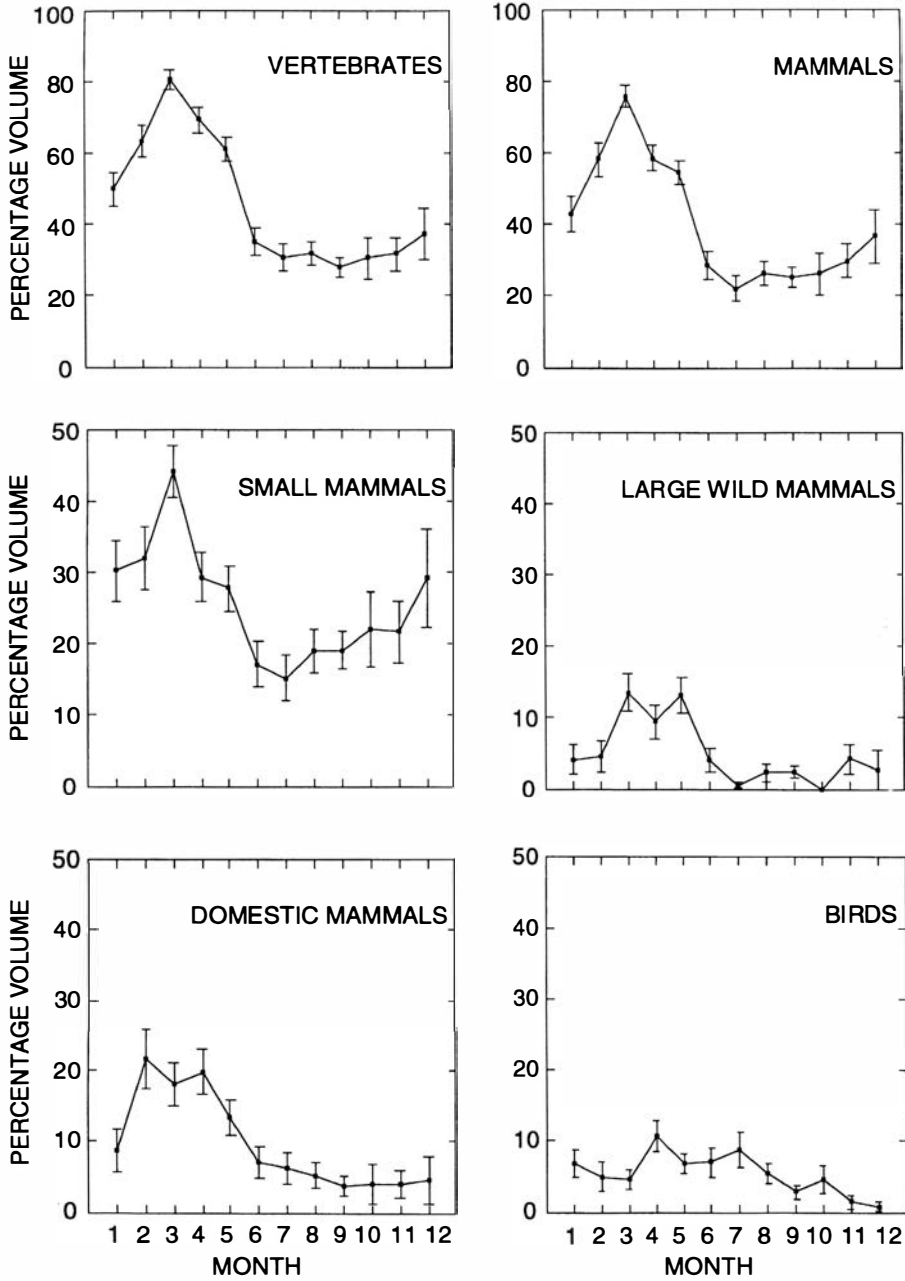 PERCENTAGE VOLUME
100
80
60
40
20
0
VERTEBRATES
100
80
60
40
20
0
MAMMALS
PERCENTAGE VOLUME
50
40
30
20
10
0
SMALL MAMMALS
50
40
30
20
10
0
LARGE WILD MAMMALS
PERCENTAGE VOLUME
50
40
30
20
10
0
DOMESTIC MAMMALS
1 2 3 4 5 6 7 8 9 10 11 12
MONTH
50
40
30
20
10
0
BIRDS
1 2 3 4 5 6 7 8 9 10 11 12
MONTH